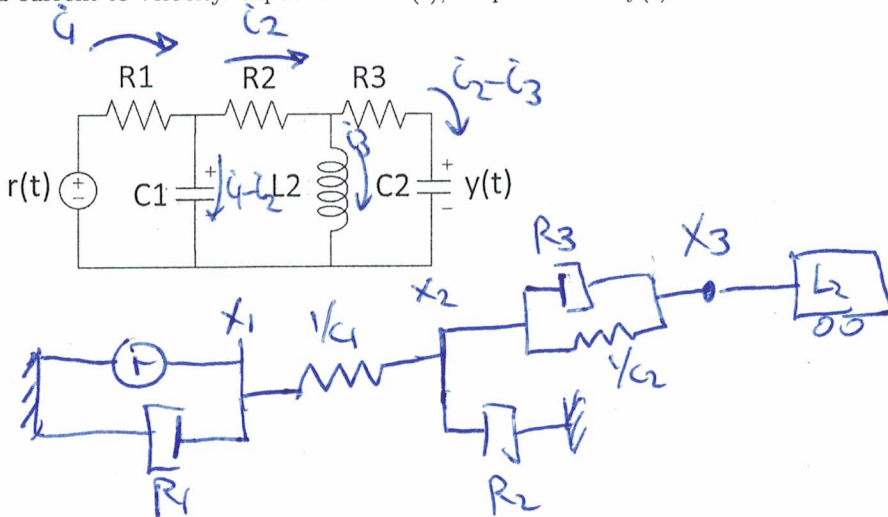 i1
i2
R1 R2 R3
i2-i3
i3
r(t) + − C1 + i1-i2 L2 C2 + − y(t)
R3
X3
X1 1/C1 X2 L2
r
1/C2
R1
R2